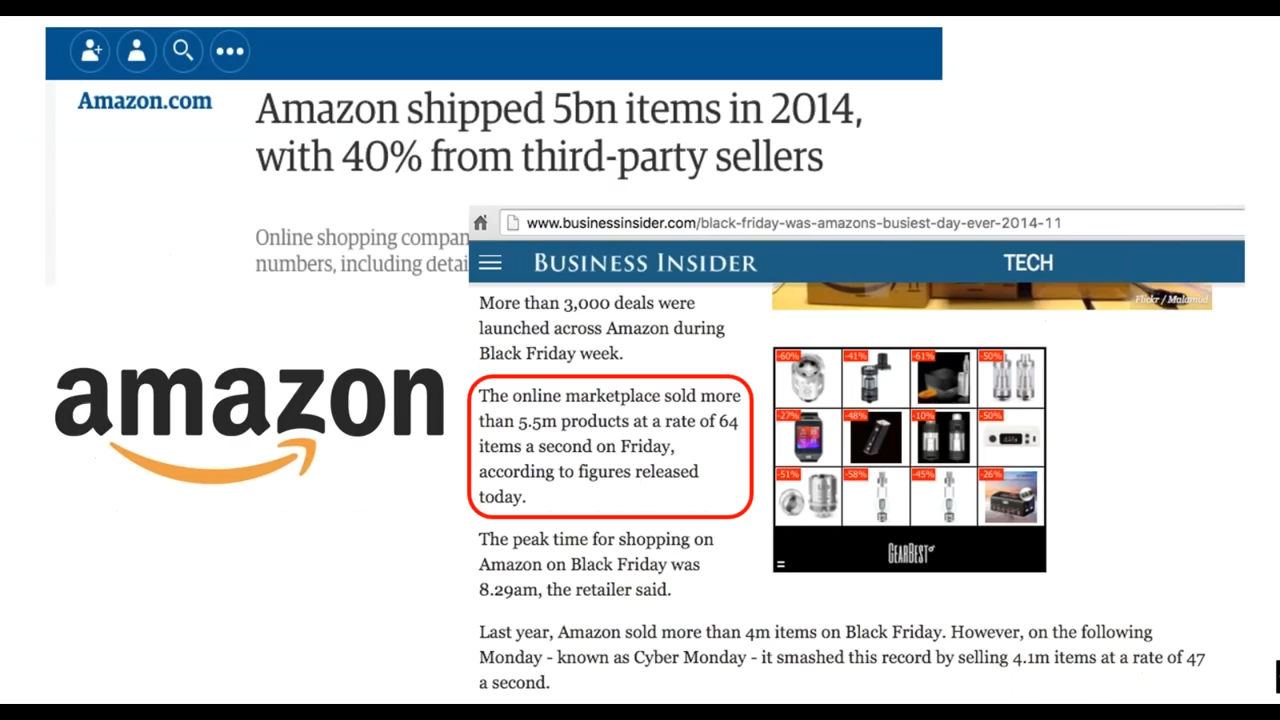 Amazon.com
Amazon shipped 5bn items in 2014,
with 40% from third-party sellers
Online shopping compan
numbers, including detai
www.businessinsider.com/black-friday-was-amazons-busiest-day-ever-2014-11
BUSINESS INSIDER
TECH
More than 3,000 deals were
launched across Amazon during
Black Friday week.
Flickr / Malamud
amazon
The online marketplace sold more
than 5.5m products at a rate of 64
items a second on Friday,
according to figures released
today.
-60%
-41%
-61%
-50%
-27%
-48%
-10%
-50%
-51%
-58%
-45%
-26%
GEARBEST
The peak time for shopping on
Amazon on Black Friday was
8.29am, the retailer said.
Last year, Amazon sold more than 4m items on Black Friday. However, on the following
Monday - known as Cyber Monday - it smashed this record by selling 4.1m items at a rate of 47
a second.